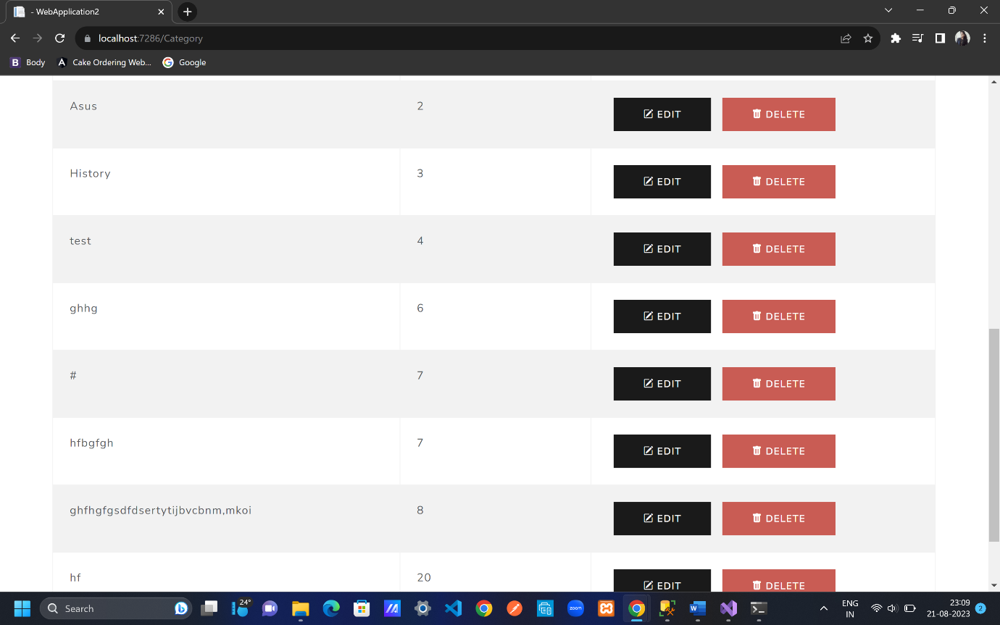 - WebApplication2
localhost:7286/Category
B Body
Cake Ordering Web...
Google
Asus 2 EDIT DELETE
History 3 EDIT DELETE
test 4 EDIT DELETE
ghhg 6 EDIT DELETE
# 7 EDIT DELETE
hfbgfgh 7 EDIT DELETE
ghfhgfgsdfdsertytijbvcbnm,mkoi 8 EDIT DELETE
hf 20 EDIT DELETE
Search
24°
zoom
ENG
IN
23:09
21-08-2023
2